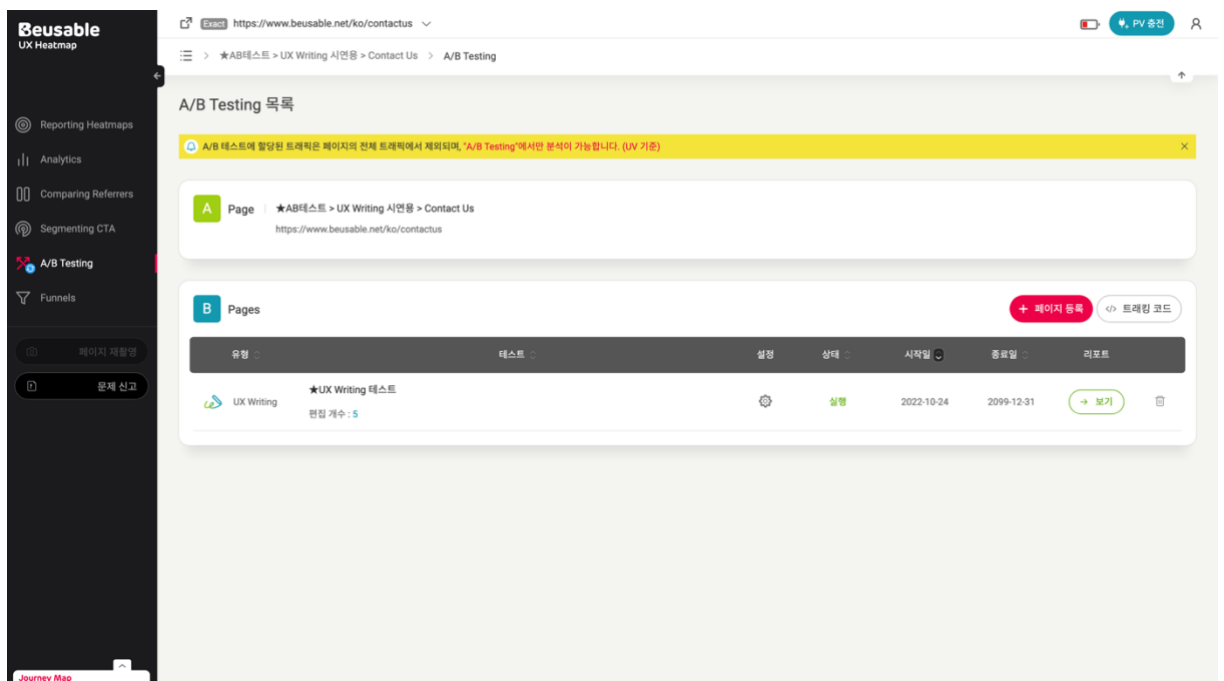 Beusable
UX Heatmap
Exact https://www.beusable.net/ko/contactus
PV 충전
★AB테스트 > UX Writing 시연용 > Contact Us > A/B Testing
Reporting Heatmaps
Analytics
Comparing Referrers
Segmenting CTA
A/B Testing
Funnels
페이지 재촬영
문제 신고
Journey Map
A/B Testing 목록
A/B 테스트에 할당된 트래픽은 페이지의 전체 트래픽에서 제외되며, "A/B Testing"에서만 분석이 가능합니다. (UV 기준)
A Page ★AB테스트 > UX Writing 시연용 > Contact Us
https://www.beusable.net/ko/contactus
B Pages + 페이지 등록 </> 트래킹 코드
유형 테스트 설정 상태 시작일 종료일 리포트
UX Writing ★UX Writing 테스트 실행 2022-10-24 2099-12-31 → 보기
편집 개수 : 5